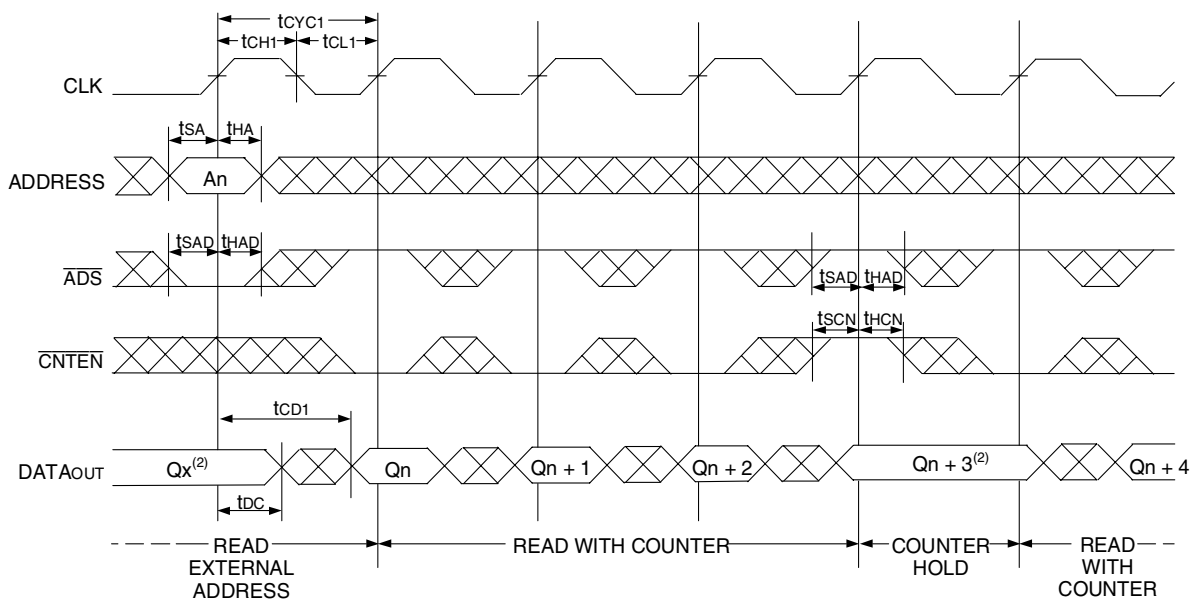 tCYC1
tCH1 tCL1
CLK
tSA tHA
ADDRESS An
tSAD tHAD
ADS
tSAD tHAD
tSCN tHCN
CNTEN
tCD1
DATAOUT Qx(2) Qn Qn + 1 Qn + 2 Qn + 3(2) Qn + 4
tDC
READ EXTERNAL ADDRESS
READ WITH COUNTER
COUNTER HOLD
READ WITH COUNTER